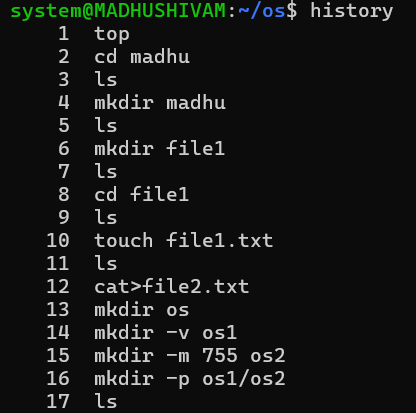 system@MADHUSHIVAM:~/os$ history
1 top
2 cd madhu
3 ls
4 mkdir madhu
5 ls
6 mkdir file1
7 ls
8 cd file1
9 ls
10 touch file1.txt
11 ls
12 cat>file2.txt
13 mkdir os
14 mkdir -v os1
15 mkdir -m 755 os2
16 mkdir -p os1/os2
17 ls